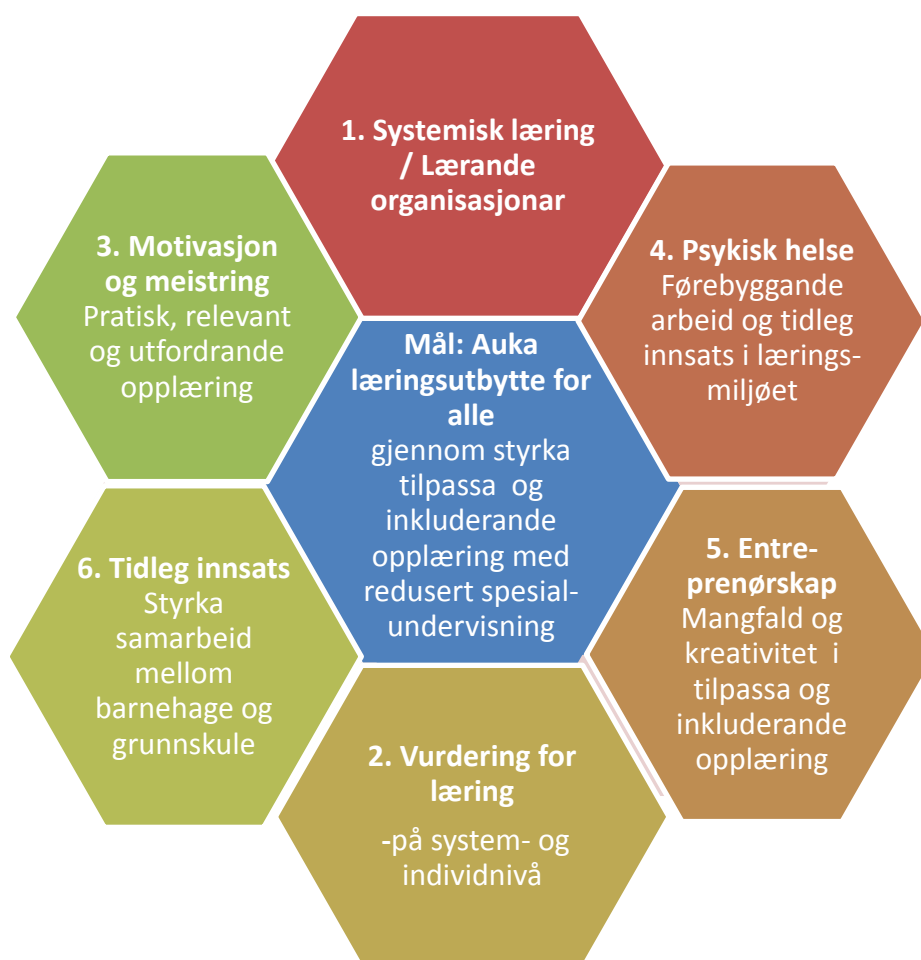 1. Systemisk læring
/ Lærande
organisasjonar
3. Motivasjon
og meistring
Pratisk, relevant
og utfordrande
opplæring
4. Psykisk helse
Førebyggande
arbeid og tidleg
innsats i lærings-
miljøet
Mål: Auka
læringsutbytte for
alle
gjennom styrka
tilpassa og
inkluderande
opplæring med
redusert spesial-
undervisning
6. Tidleg innsats
Styrka
samarbeid
mellom
barnehage og
grunnskule
5. Entre-
prenørskap
Mangfald og
kreativitet i
tilpassa og
inkluderande
opplæring
2. Vurdering for
læring
-på system- og
individnivå